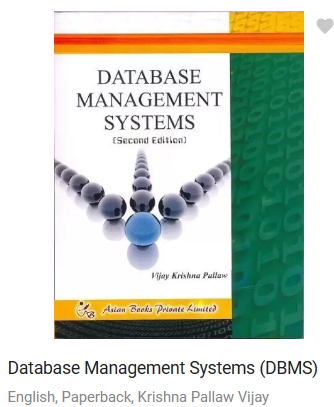 DATABASE
MANAGEMENT
SYSTEMS
(Second Edition)
Vijay Krishna Pallaw
AB
Asian Books Private Limited
Database Management Systems (DBMS)
English, Paperback, Krishna Pallaw Vijay